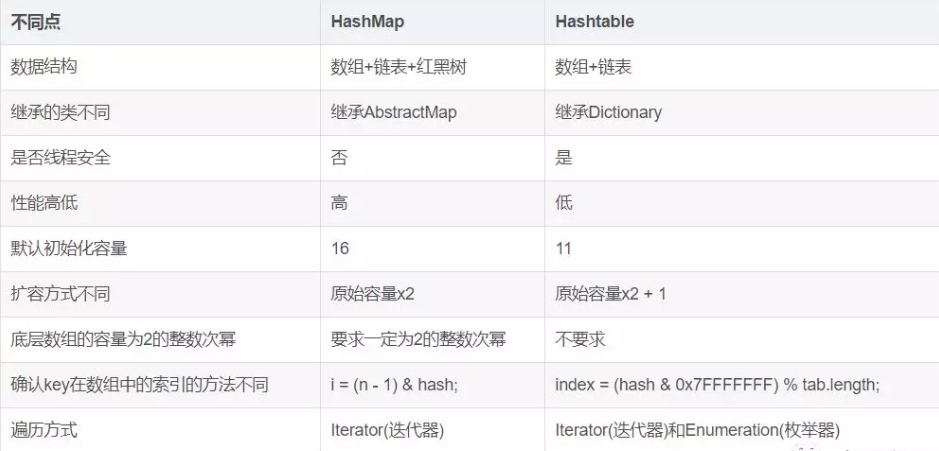 不同点 HashMap Hashtable
数据结构 数组+链表+红黑树 数组+链表
继承的类不同 继承AbstractMap 继承Dictionary
是否线程安全 否 是
性能高低 高 低
默认初始化容量 16 11
扩容方式不同 原始容量x2 原始容量x2 + 1
底层数组的容量为2的整数次幂 要求一定为2的整数次幂 不要求
确认key在数组中的索引的方法不同 i = (n - 1) & hash; index = (hash & 0x7FFFFFFF) % tab.length;
遍历方式 Iterator(迭代器) Iterator(迭代器)和Enumeration(枚举器)